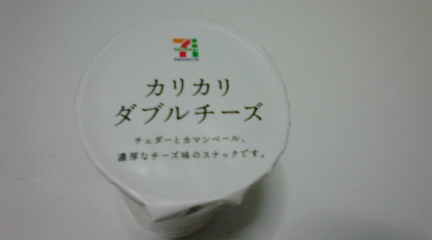 カリカリ
ダブルチーズ
チェダーとカマンベール、
濃厚なチーズ味のスナックです。